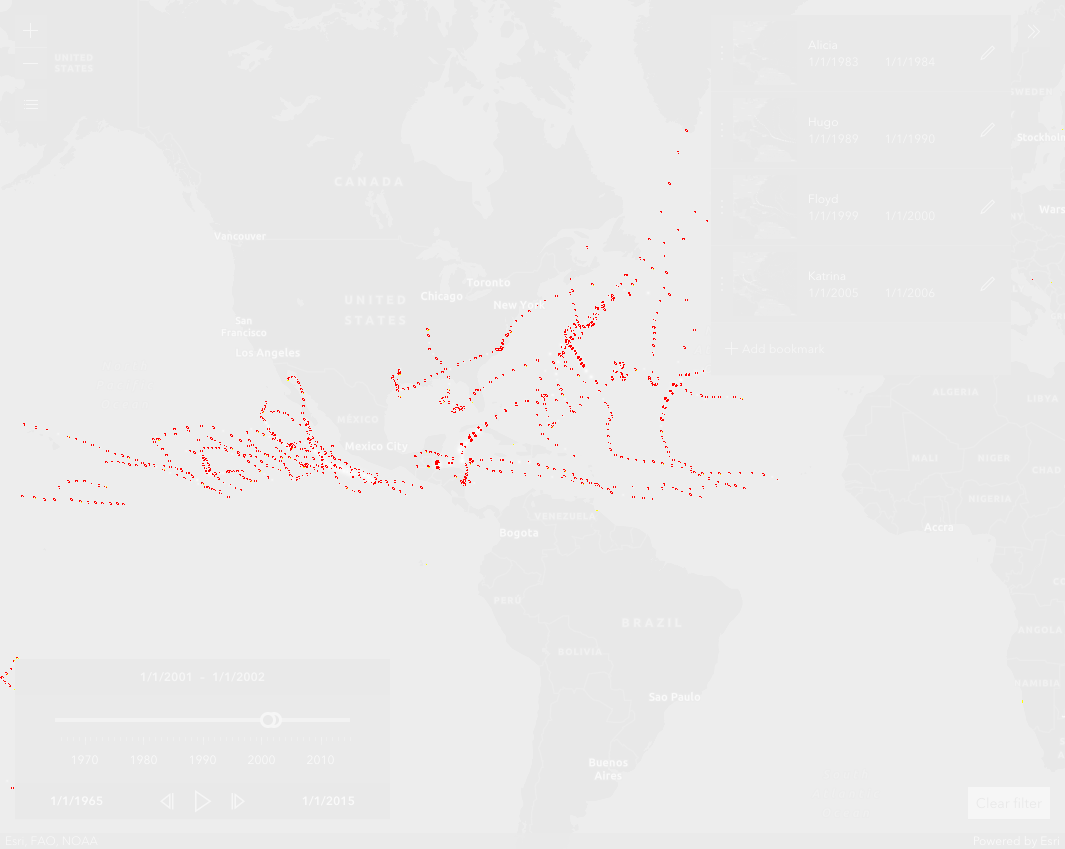 UNITED
STATES
CANADA
Vancouver
Toronto
Chicago
New York
UNITED
STATES
San
Francisco
Los Angeles
MÉXICO
Mexico City
VENEZUELA
Bogota
PERU
BRAZIL
BOLIVIA
Sao Paulo
Buenos
Aires
Alicia
1/1/1983 1/1/1984
Hugo
1/1/1989 1/1/1990
Floyd
1/1/1999 1/1/2000
Katrina
1/1/2005 1/1/2006
Add bookmark
SWEDEN
Stockholm
Wars
ALGERIA
LIBYA
MALI
NIGER
CHAD
NIGERIA
Accra
ANGOLA
NAMIBIA
1/1/2001 - 1/1/2002
1970 1980 1990 2000 2010
1/1/1965 1/1/2015
Clear filter
Esri, FAO, NOAA
Powered by Esri